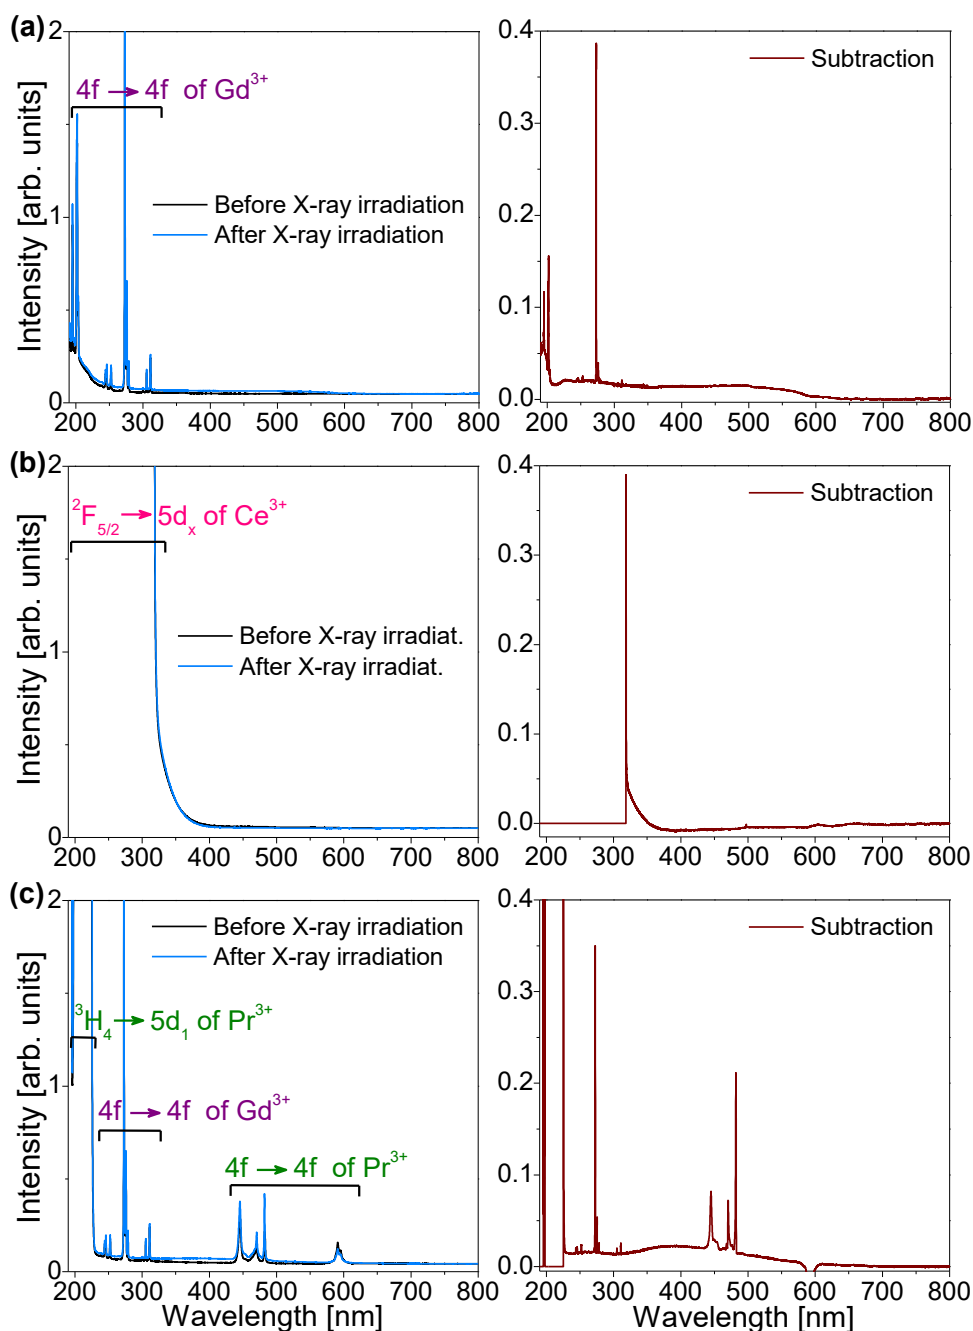 (a)
2
1
0
Intensity [arb. units]
4f → 4f of Gd³⁺
Before X-ray irradiation
After X-ray irradiation
200 300 400 500 600 700 800
0.4
0.3
0.2
0.1
0.0
Subtraction
200 300 400 500 600 700 800
(b)
2
1
0
Intensity [arb. units]
²F₅/₂ → 5dₓ of Ce³⁺
Before X-ray irradiat.
After X-ray irradiat.
200 300 400 500 600 700 800
0.4
0.3
0.2
0.1
0.0
Subtraction
200 300 400 500 600 700 800
(c)
2
1
0
Intensity [arb. units]
Before X-ray irradiation
After X-ray irradiation
³H₄ → 5d₁ of Pr³⁺
4f → 4f of Gd³⁺
4f → 4f of Pr³⁺
200 300 400 500 600 700 800
Wavelength [nm]
0.4
0.3
0.2
0.1
0.0
Subtraction
200 300 400 500 600 700 800
Wavelength [nm]